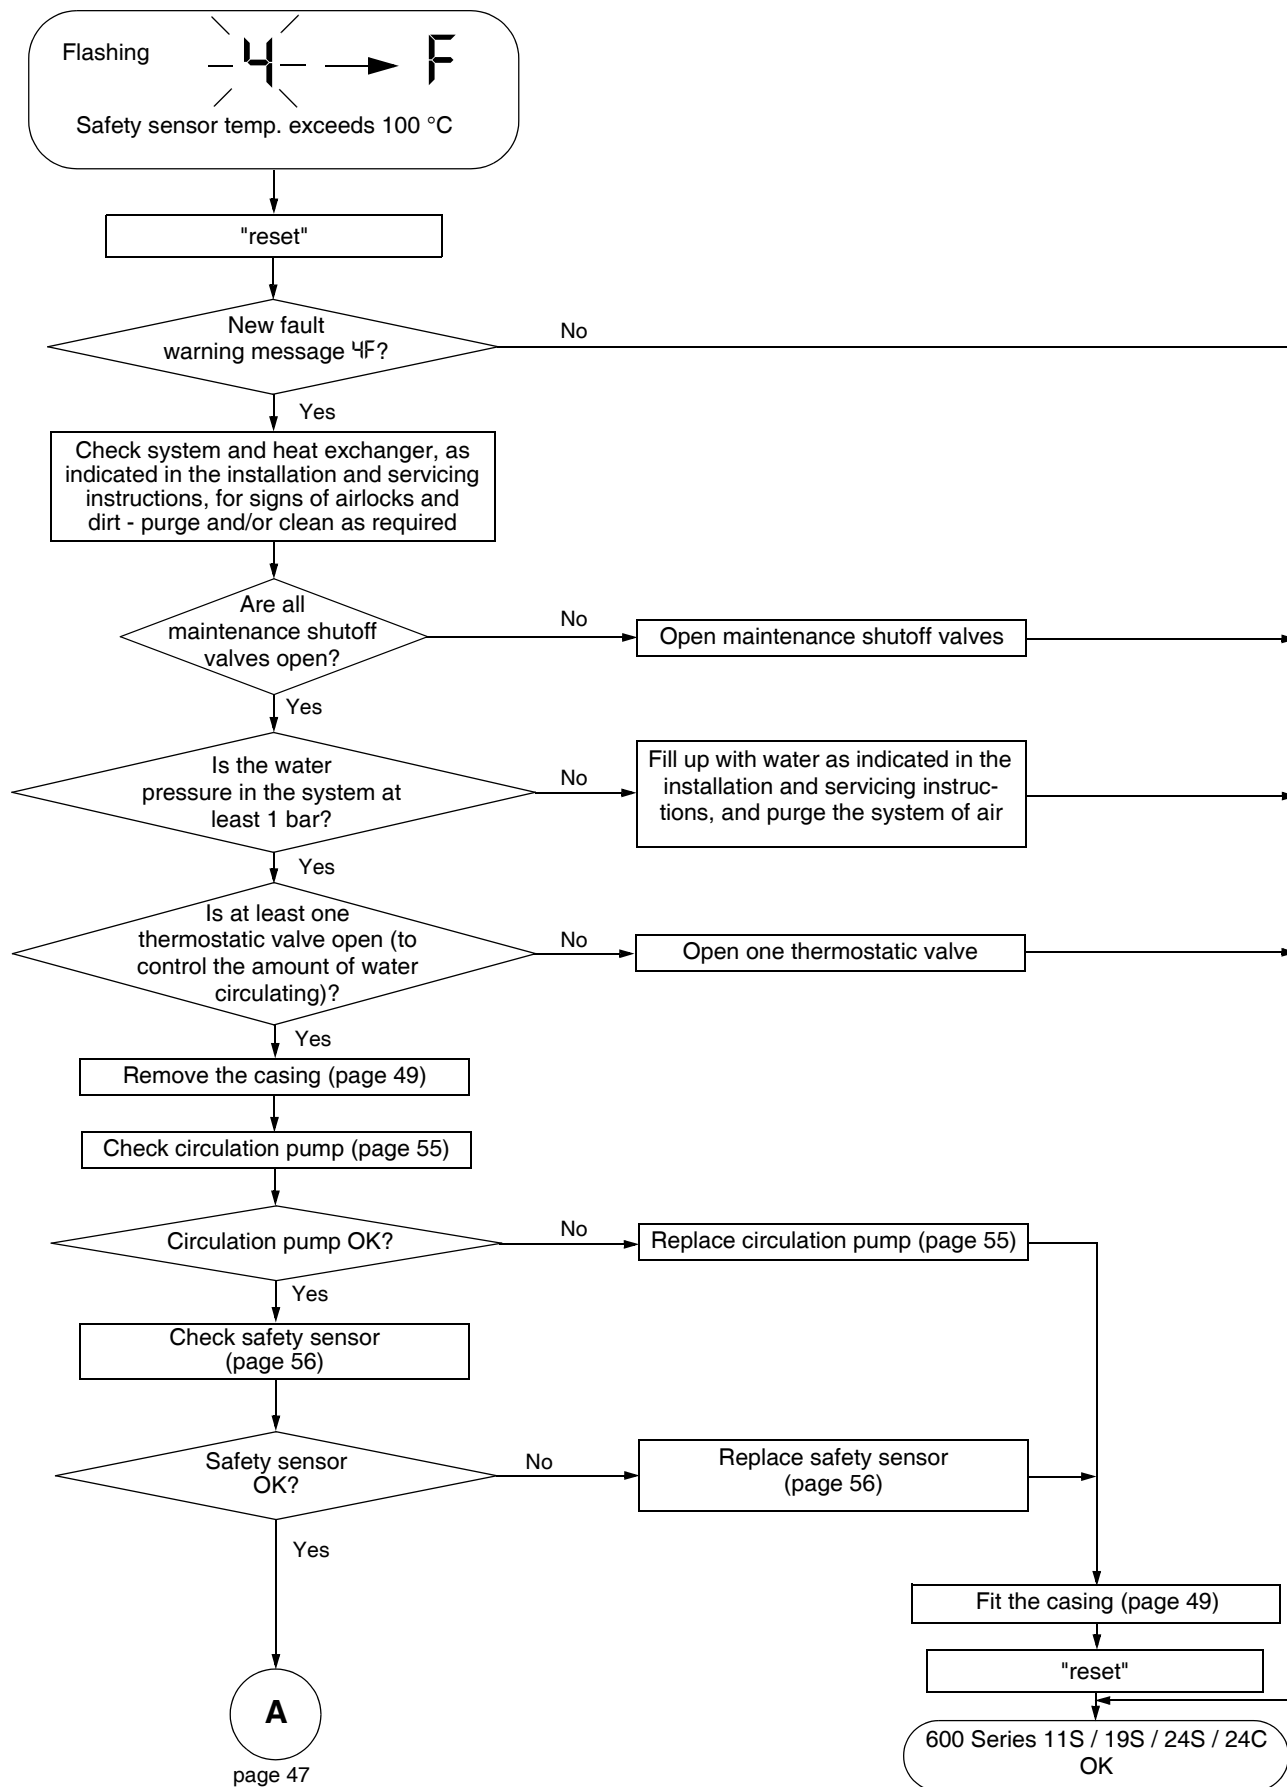 Flashing
4 F
Safety sensor temp. exceeds 100 °C
"reset"
New fault
warning message 4F?
No
Yes
Check system and heat exchanger, as
indicated in the installation and servicing
instructions, for signs of airlocks and
dirt - purge and/or clean as required
Are all
maintenance shutoff
valves open?
No
Open maintenance shutoff valves
Yes
Is the water
pressure in the system at
least 1 bar?
No
Fill up with water as indicated in the
installation and servicing instruc-
tions, and purge the system of air
Yes
Is at least one
thermostatic valve open (to
control the amount of water
circulating)?
No
Open one thermostatic valve
Yes
Remove the casing (page 49)
Check circulation pump (page 55)
Circulation pump OK?
No
Replace circulation pump (page 55)
Yes
Check safety sensor
(page 56)
Safety sensor
OK?
No
Replace safety sensor
(page 56)
Yes
Fit the casing (page 49)
"reset"
A
page 47
600 Series 11S / 19S / 24S / 24C
OK